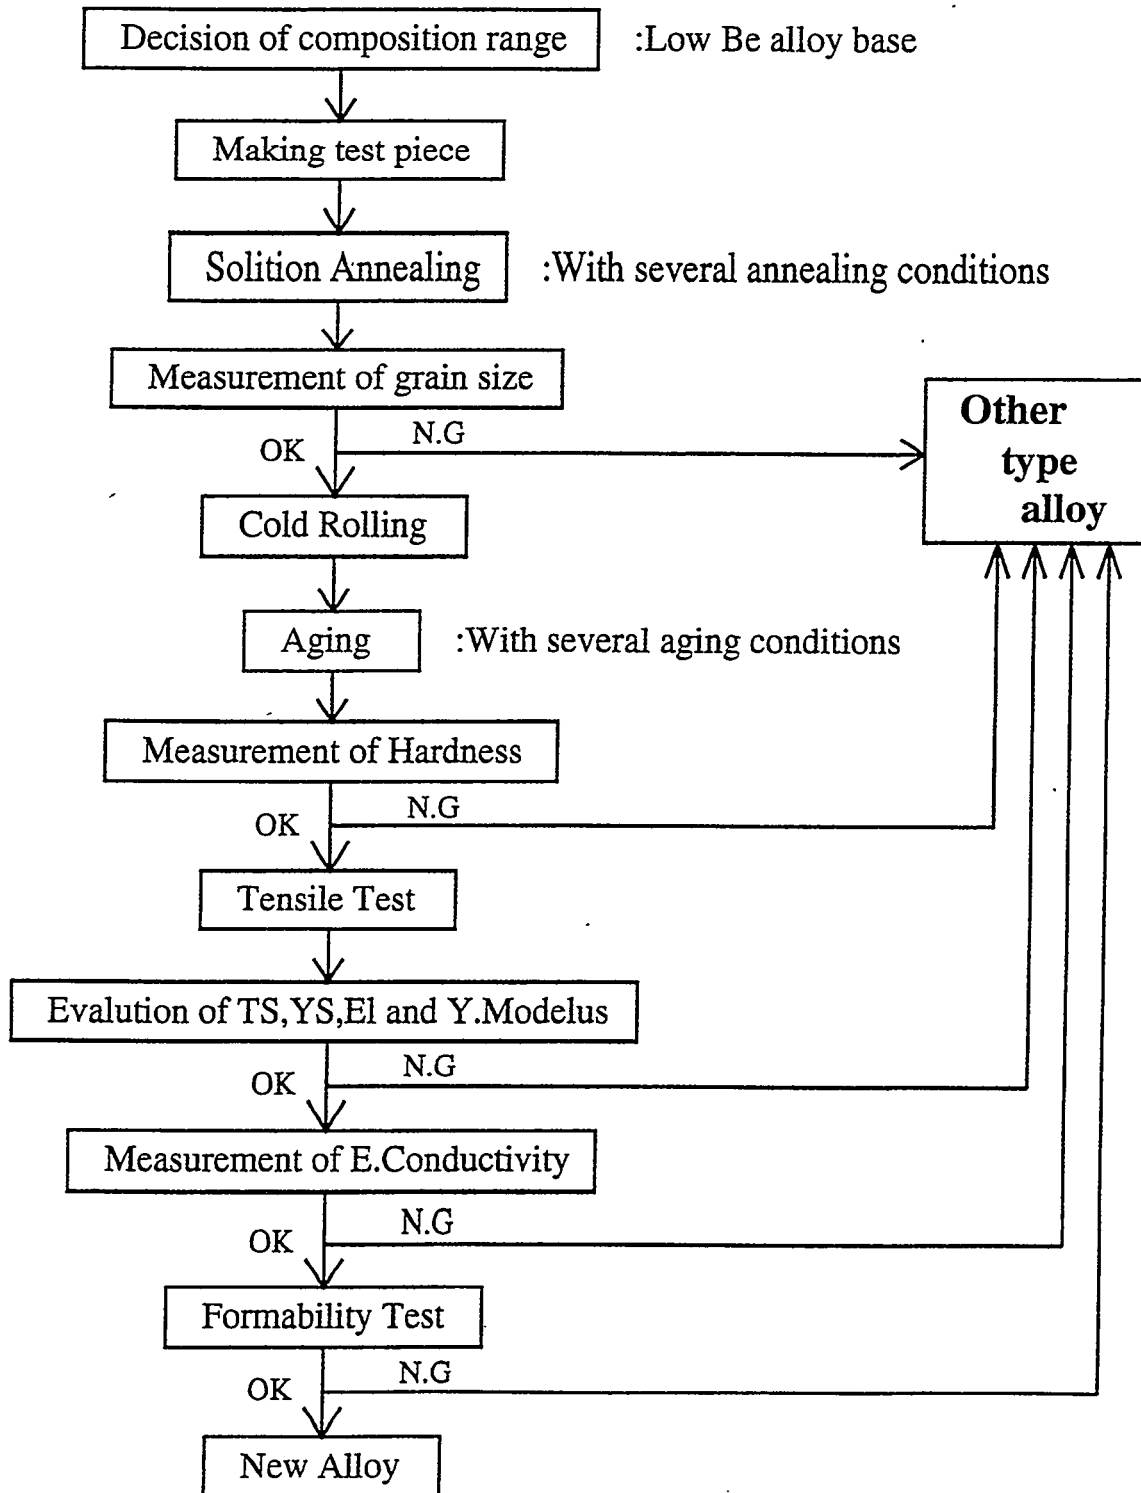 Decision of composition range :Low Be alloy base
Making test piece
Solition Annealing :With several annealing conditions
Measurement of grain size
Other
type
alloy
OK N.G
Cold Rolling
Aging :With several aging conditions
Measurement of Hardness
OK N.G
Tensile Test
Evalution of TS,YS,El and Y.Modelus
OK N.G
Measurement of E.Conductivity
OK N.G
Formability Test
OK N.G
New Alloy